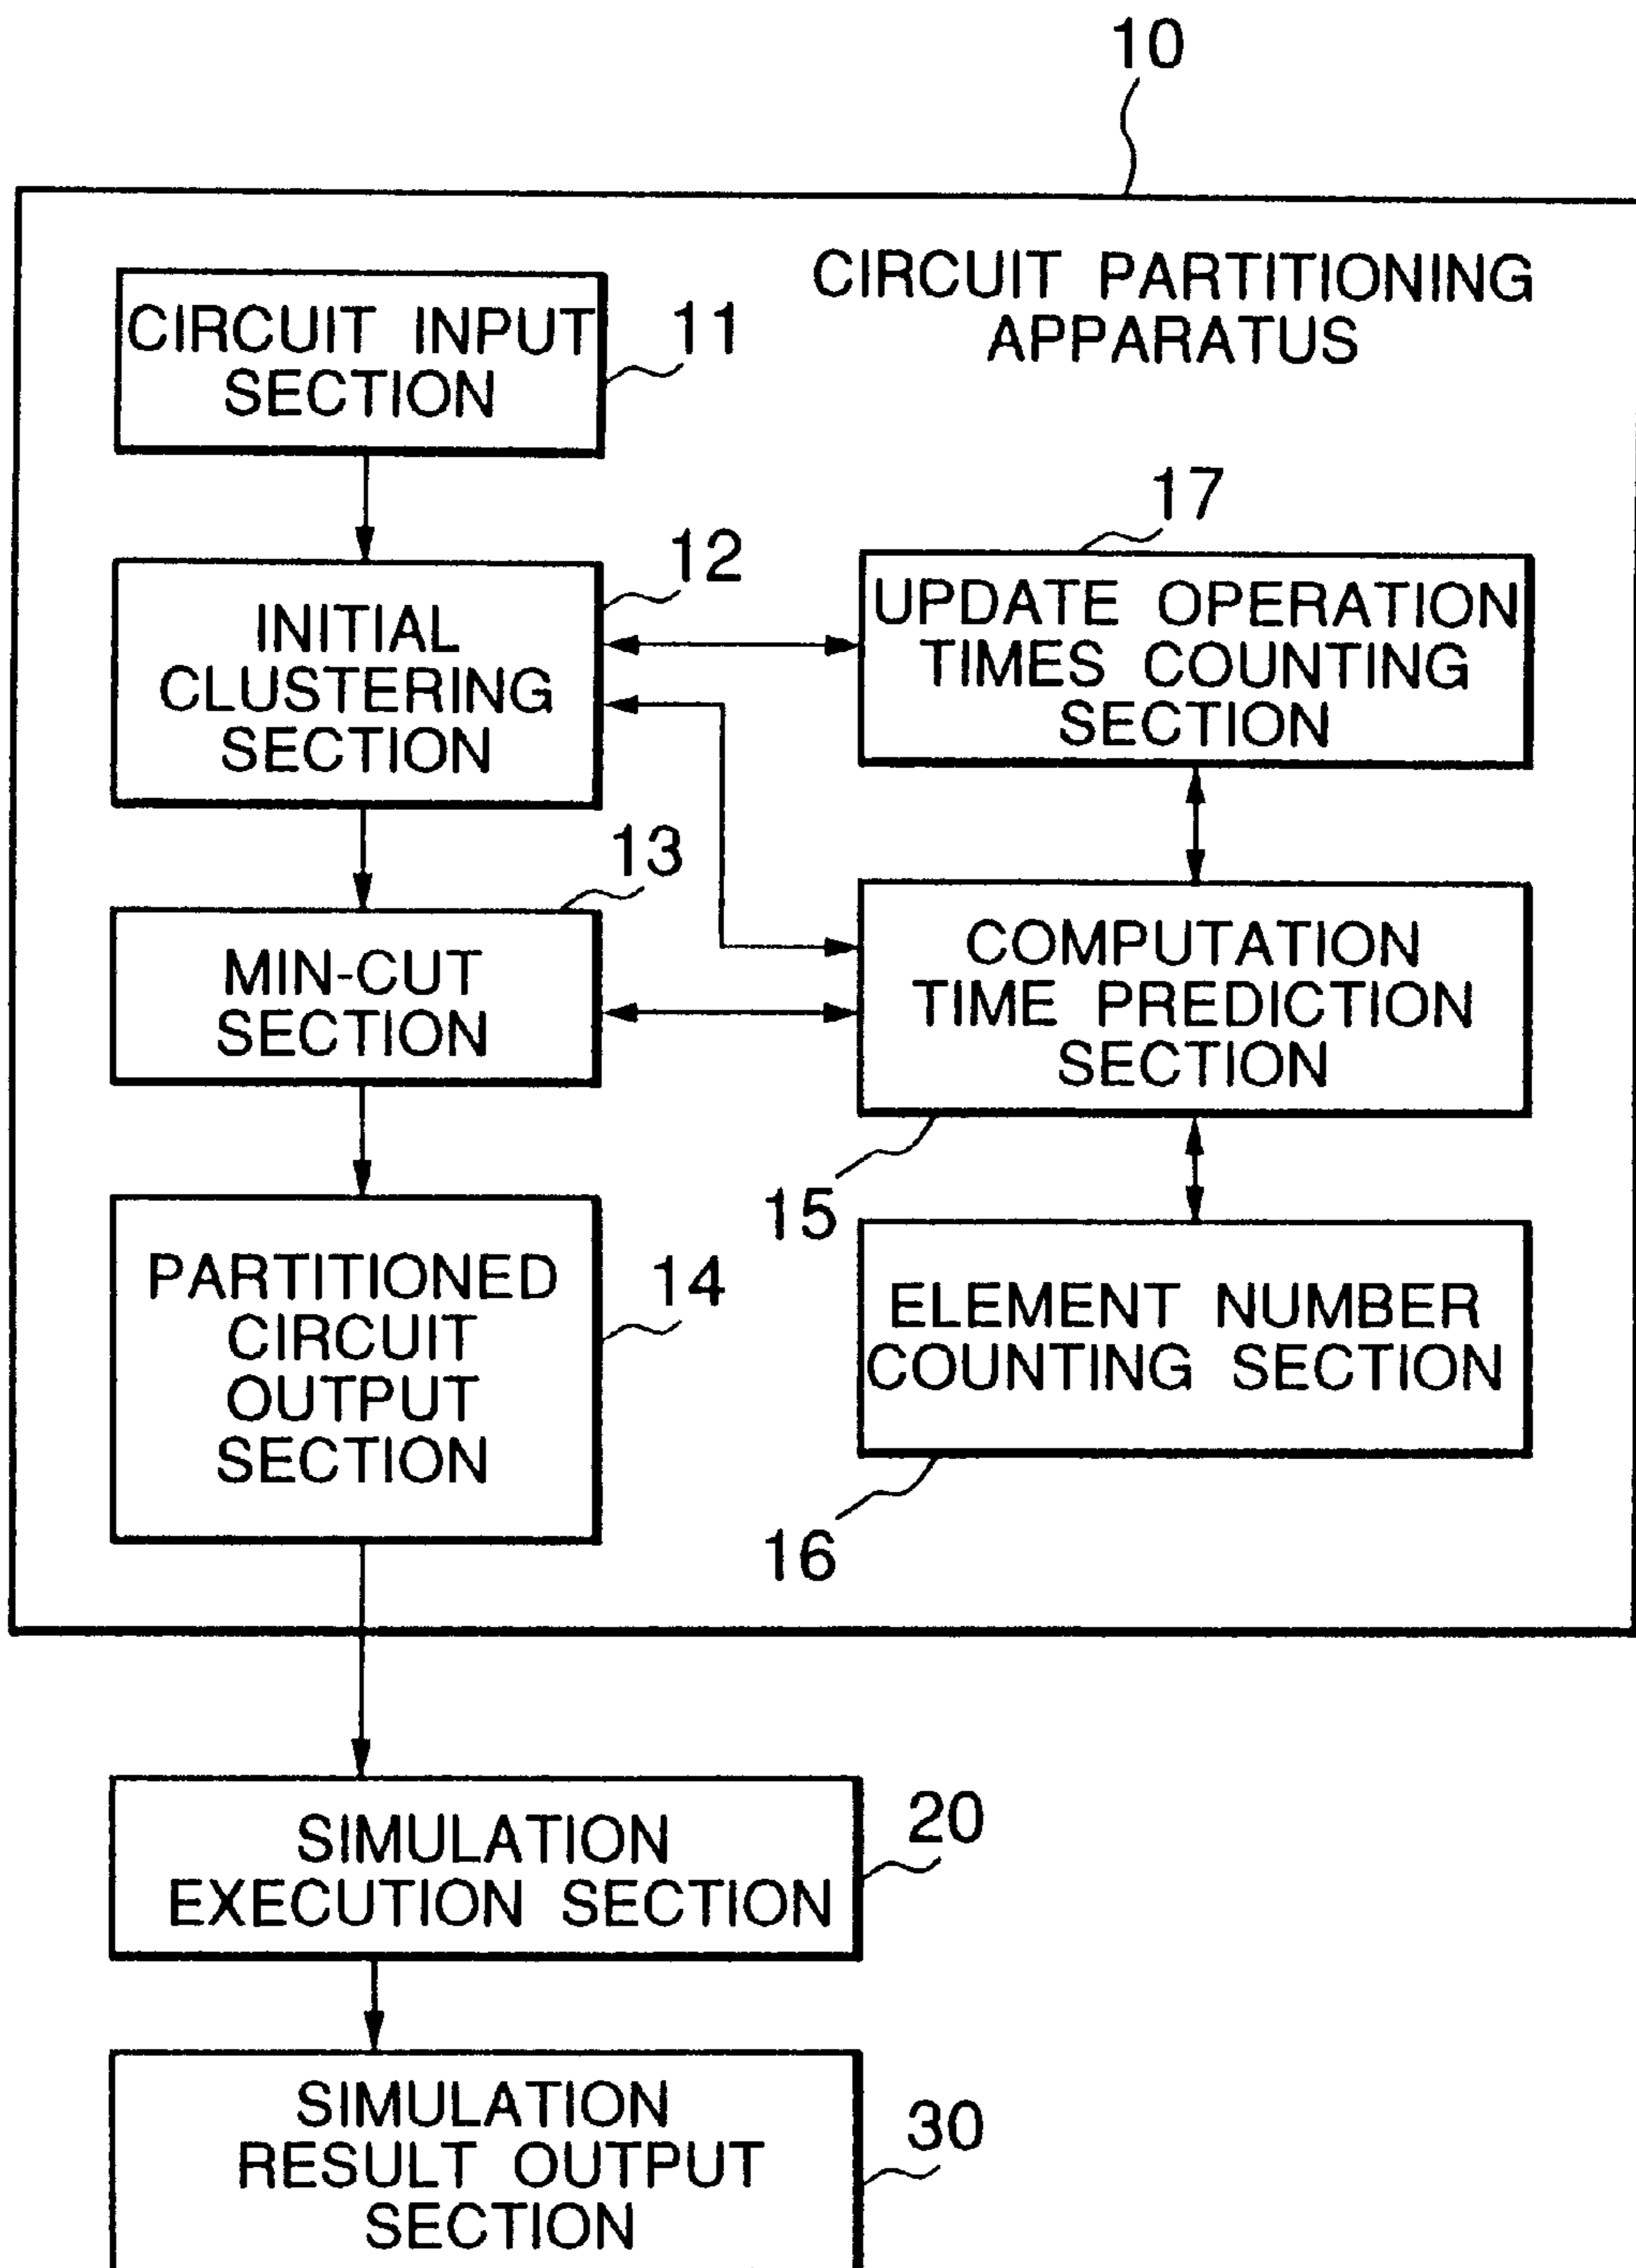 10
CIRCUIT PARTITIONING
APPARATUS
CIRCUIT INPUT
SECTION
11
12
INITIAL
CLUSTERING
SECTION
17
UPDATE OPERATION
TIMES COUNTING
SECTION
13
MIN-CUT
SECTION
COMPUTATION
TIME PREDICTION
SECTION
15
14
PARTITIONED
CIRCUIT
OUTPUT
SECTION
ELEMENT NUMBER
COUNTING SECTION
16
SIMULATION
EXECUTION SECTION
20
SIMULATION
RESULT OUTPUT
SECTION
30